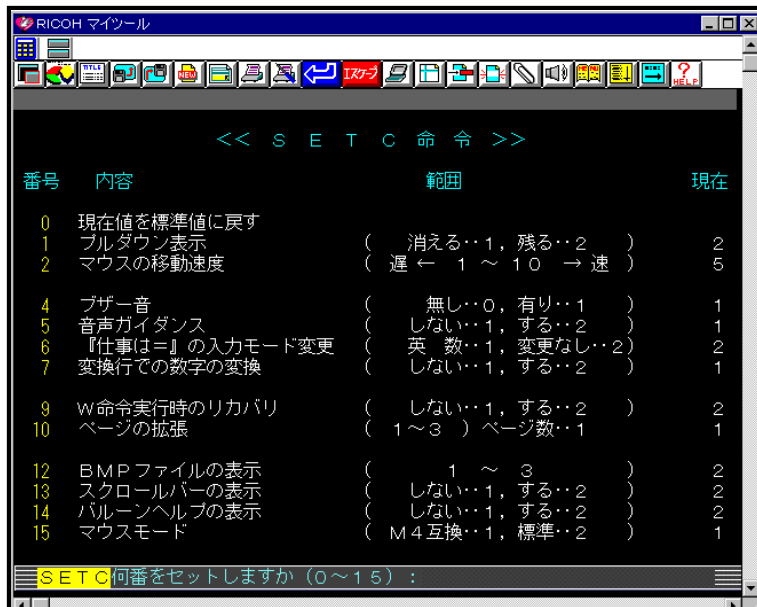 RICOH マイツール
TITLE NEW エスケープ MENU HELP
<< ＳＥＴＣ命令 >>
番号 内容 範囲 現在
0 現在値を標準値に戻す
1 プルダウン表示 ( 消える‥1, 残る‥2 ) 2
2 マウスの移動速度 ( 遅 ← 1 ～ 10 → 速 ) 5
4 ブザー音 ( 無し‥0, 有り‥1 ) 1
5 音声ガイダンス ( しない‥1, する‥2 ) 1
6 『仕事は＝』の入力モード変更 ( 英 数‥1, 変更なし‥2) 2
7 変換行での数字の変換 ( しない‥1, する‥2 ) 1
9 Ｗ命令実行時のリカバリ ( しない‥1, する‥2 ) 2
10 ページの拡張 ( 1～3 ) ページ数‥1 1
12 ＢＭＰファイルの表示 ( 1 ～ 3 ) 2
13 スクロールバーの表示 ( しない‥1, する‥2 ) 2
14 バルーンヘルプの表示 ( しない‥1, する‥2 ) 2
15 マウスモード ( Ｍ４互換‥1, 標準‥2 ) 1
ＳＥＴＣ何番をセットしますか（０～１５）：